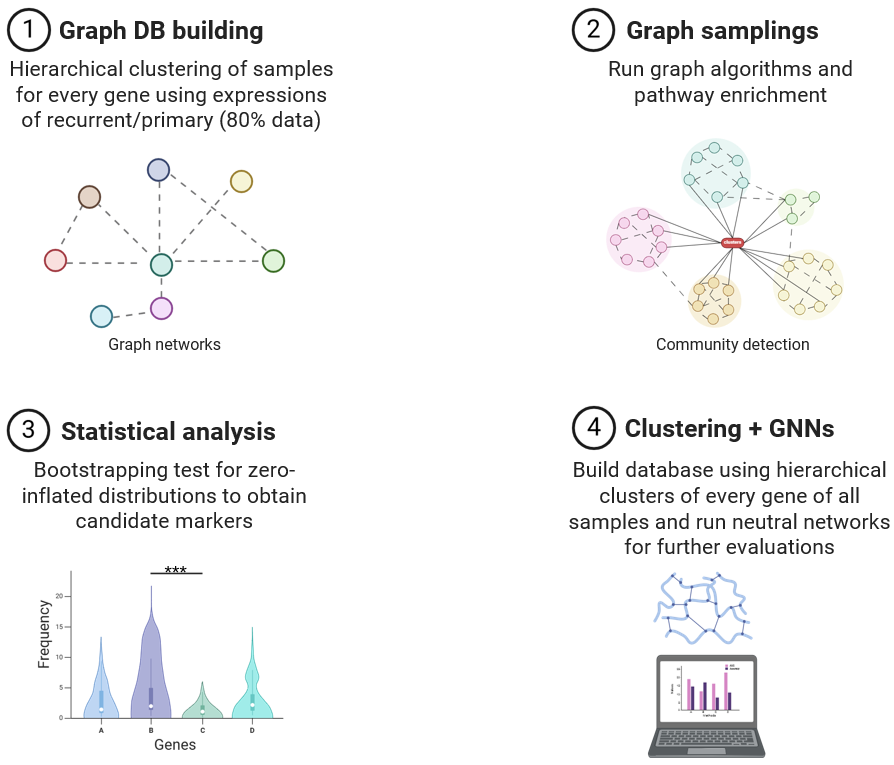 1 Graph DB building
Hierarchical clustering of samples
for every gene using expressions
of recurrent/primary (80% data)
Graph networks
2 Graph samplings
Run graph algorithms and
pathway enrichment
clusters
Community detection
3 Statistical analysis
Bootstrapping test for zero-
inflated distributions to obtain
candidate markers
***
Frequency
20
15
10
5
0
A B C D
Genes
4 Clustering + GNNs
Build database using hierarchical
clusters of every gene of all
samples and run neutral networks
for further evaluations